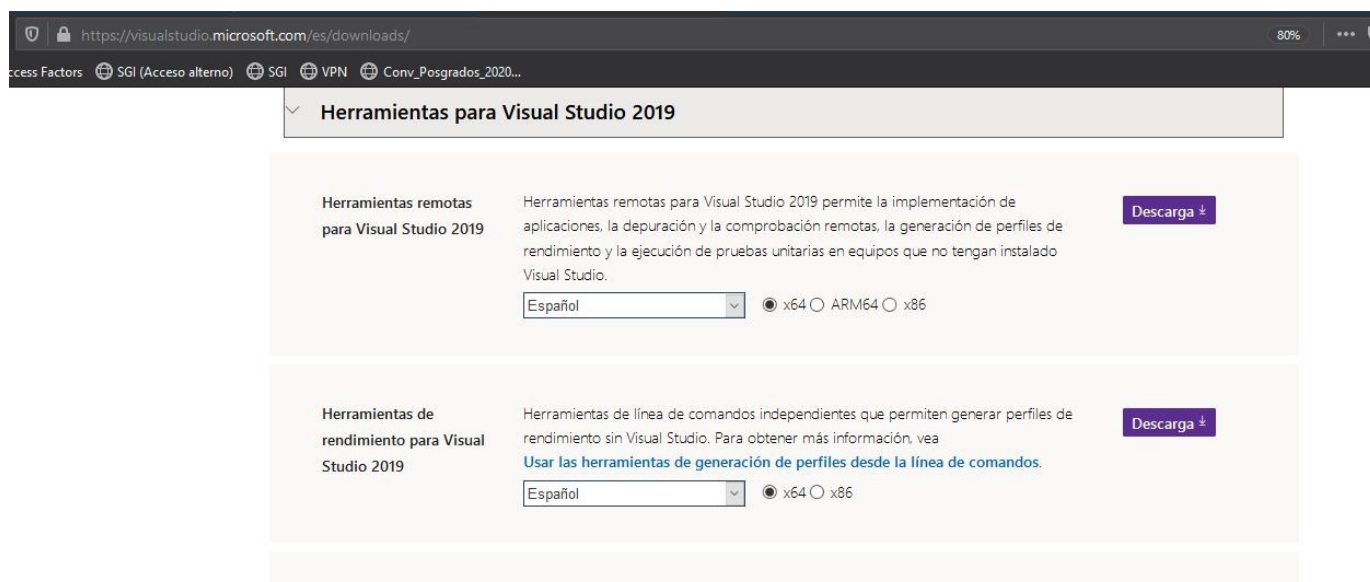 https://visualstudio.microsoft.com/es/downloads/ 80%
ccess Factors SGI (Acceso alterno) SGI VPN Conv_Posgrados_202...
Herramientas para Visual Studio 2019
Herramientas remotas
para Visual Studio 2019
Herramientas remotas para Visual Studio 2019 permite la implementación de
aplicaciones, la depuración y la comprobación remotas, la generación de perfiles de
rendimiento y la ejecución de pruebas unitarias en equipos que no tengan instalado
Visual Studio.
Español x64 ARM64 x86
Descarga
Herramientas de
rendimiento para Visual
Studio 2019
Herramientas de línea de comandos independientes que permiten generar perfiles de
rendimiento sin Visual Studio. Para obtener más información, vea
Usar las herramientas de generación de perfiles desde la línea de comandos.
Español x64 x86
Descarga